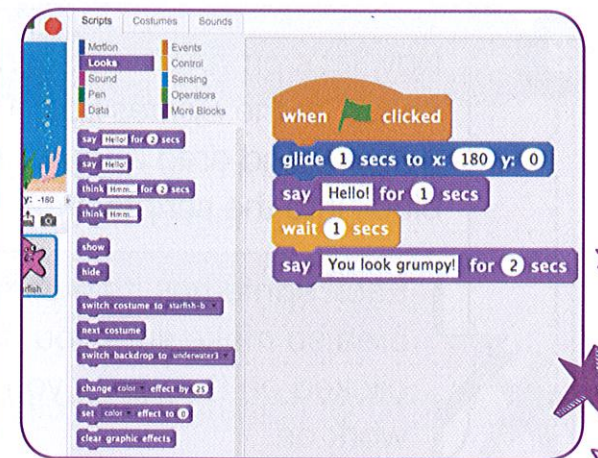 Scripts Costumes Sounds
Motion Events
Looks Control
Sound Sensing
Pen Operators
Data More Blocks
say Hello! for 2 secs
say Hello!
think Hmm... for 2 secs
think Hmm...
show
hide
switch costume to starfish-b
next costume
switch backdrop to underwater3
change color effect by 25
set color effect to 0
clear graphic effects
y: -180
when clicked
glide 1 secs to x: 180 y: 0
say Hello! for 1 secs
wait 1 secs
say You look grumpy! for 2 secs